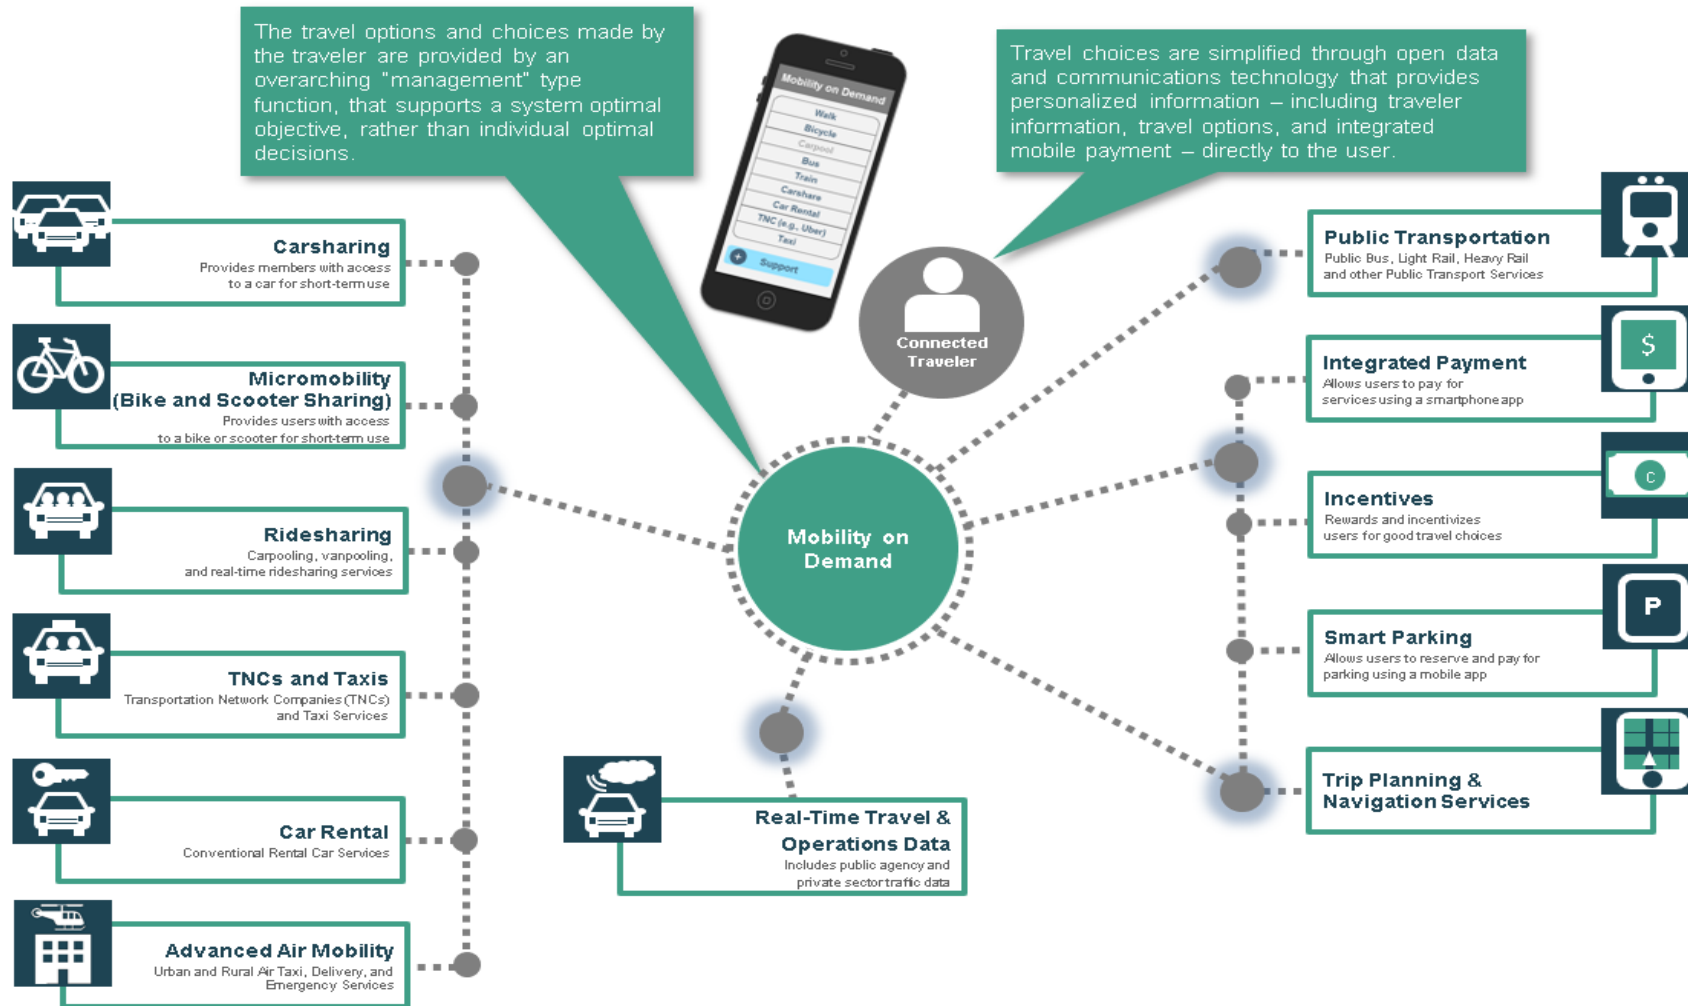 The travel options and choices made by
the traveler are provided by an
overarching "management" type
function, that supports a system optimal
objective, rather than individual optimal
decisions.
Mobility on Demand
Walk
Bicycle
Carpool
Bus
Train
Carshare
Car Rental
TNC (e.g., Uber)
Taxi
+ Support
Travel choices are simplified through open data
and communications technology that provides
personalized information – including traveler
information, travel options, and integrated
mobile payment – directly to the user.
Connected
Traveler
Carsharing
Provides members with access
to a car for short-term use
Micromobility
(Bike and Scooter Sharing)
Provides users with access
to a bike or scooter for short-term use
Ridesharing
Carpooling, vanpooling,
and real-time ridesharing services
TNCs and Taxis
Transportation Network Companies (TNCs)
and Taxi Services
Car Rental
Conventional Rental Car Services
Advanced Air Mobility
Urban and Rural Air Taxi, Delivery, and
Emergency Services
Mobility on
Demand
Real-Time Travel &
Operations Data
Includes public agency and
private sector traffic data
Public Transportation
Public Bus, Light Rail, Heavy Rail
and other Public Transport Services
$
Integrated Payment
Allows users to pay for
services using a smartphone app
C
Incentives
Rewards and incentivizes
users for good travel choices
P
Smart Parking
Allows users to reserve and pay for
parking using a mobile app
Trip Planning &
Navigation Services